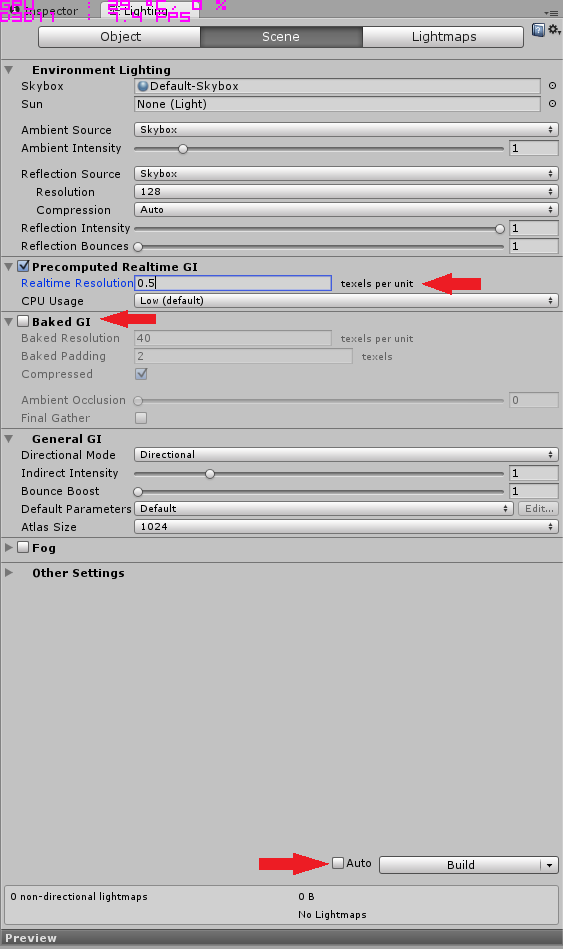 GPU : 39 °C, 0 %
D3D11 : 1.4 FPS
Inspector Lighting
Object Scene Lightmaps
Environment Lighting
Skybox Default-Skybox
Sun None (Light)
Ambient Source Skybox
Ambient Intensity 1
Reflection Source Skybox
Resolution 128
Compression Auto
Reflection Intensity 1
Reflection Bounces 1
Precomputed Realtime GI
Realtime Resolution 0.5 texels per unit
CPU Usage Low (default)
Baked GI
Baked Resolution 40 texels per unit
Baked Padding 2 texels
Compressed
Ambient Occlusion 0
Final Gather
General GI
Directional Mode Directional
Indirect Intensity 1
Bounce Boost 1
Default Parameters Default Edit...
Atlas Size 1024
Fog
Other Settings
Auto Build
0 non-directional lightmaps 0 B
No Lightmaps
Preview